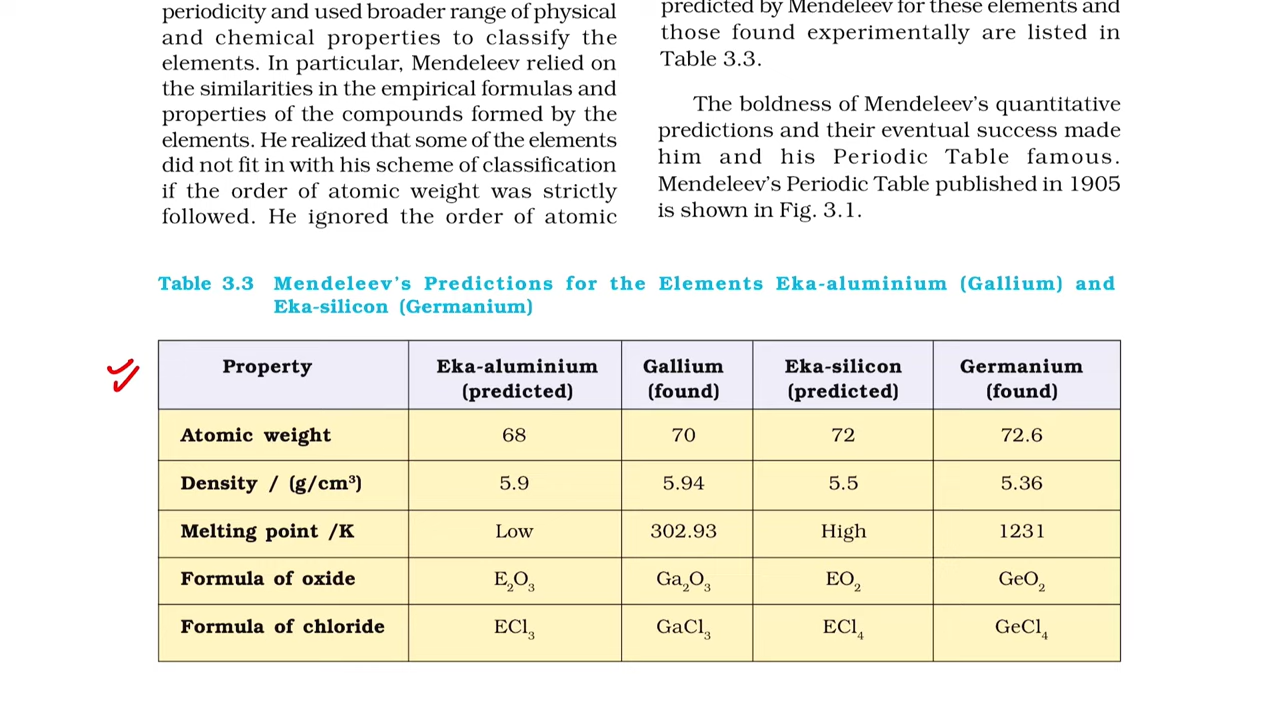 periodicity and used broader range of physical
and chemical properties to classify the
elements. In particular, Mendeleev relied on
the similarities in the empirical formulas and
properties of the compounds formed by the
elements. He realized that some of the elements
did not fit in with his scheme of classification
if the order of atomic weight was strictly
followed. He ignored the order of atomic
predicted by Mendeleev for these elements and
those found experimentally are listed in
Table 3.3.
The boldness of Mendeleev’s quantitative
predictions and their eventual success made
him and his Periodic Table famous.
Mendeleev’s Periodic Table published in 1905
is shown in Fig. 3.1.
Table 3.3 Mendeleev’s Predictions for the Elements Eka-aluminium (Gallium) and
Eka-silicon (Germanium)
Property Eka-aluminium (predicted) Gallium (found) Eka-silicon (predicted) Germanium (found)
Atomic weight 68 70 72 72.6
Density / (g/cm³) 5.9 5.94 5.5 5.36
Melting point /K Low 302.93 High 1231
Formula of oxide E₂O₃ Ga₂O₃ EO₂ GeO₂
Formula of chloride ECl₃ GaCl₃ ECl₄ GeCl₄